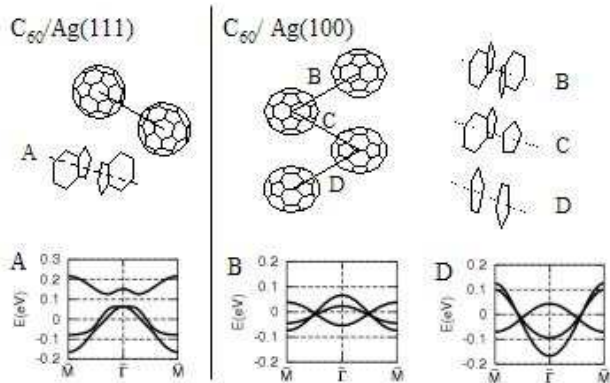 C60/Ag(111)
C60/ Ag(100)
A
B
C
D
B
C
D
A
E(eV)
0.3
0.2
0.1
0
-0.1
-0.2
M̄ Γ̄ M̄
B
E(eV)
0.2
0.1
0
-0.1
-0.2
M̄ Γ̄ M̄
D
E(eV)
0.2
0.1
0
-0.1
-0.2
M̄ Γ̄ M̄